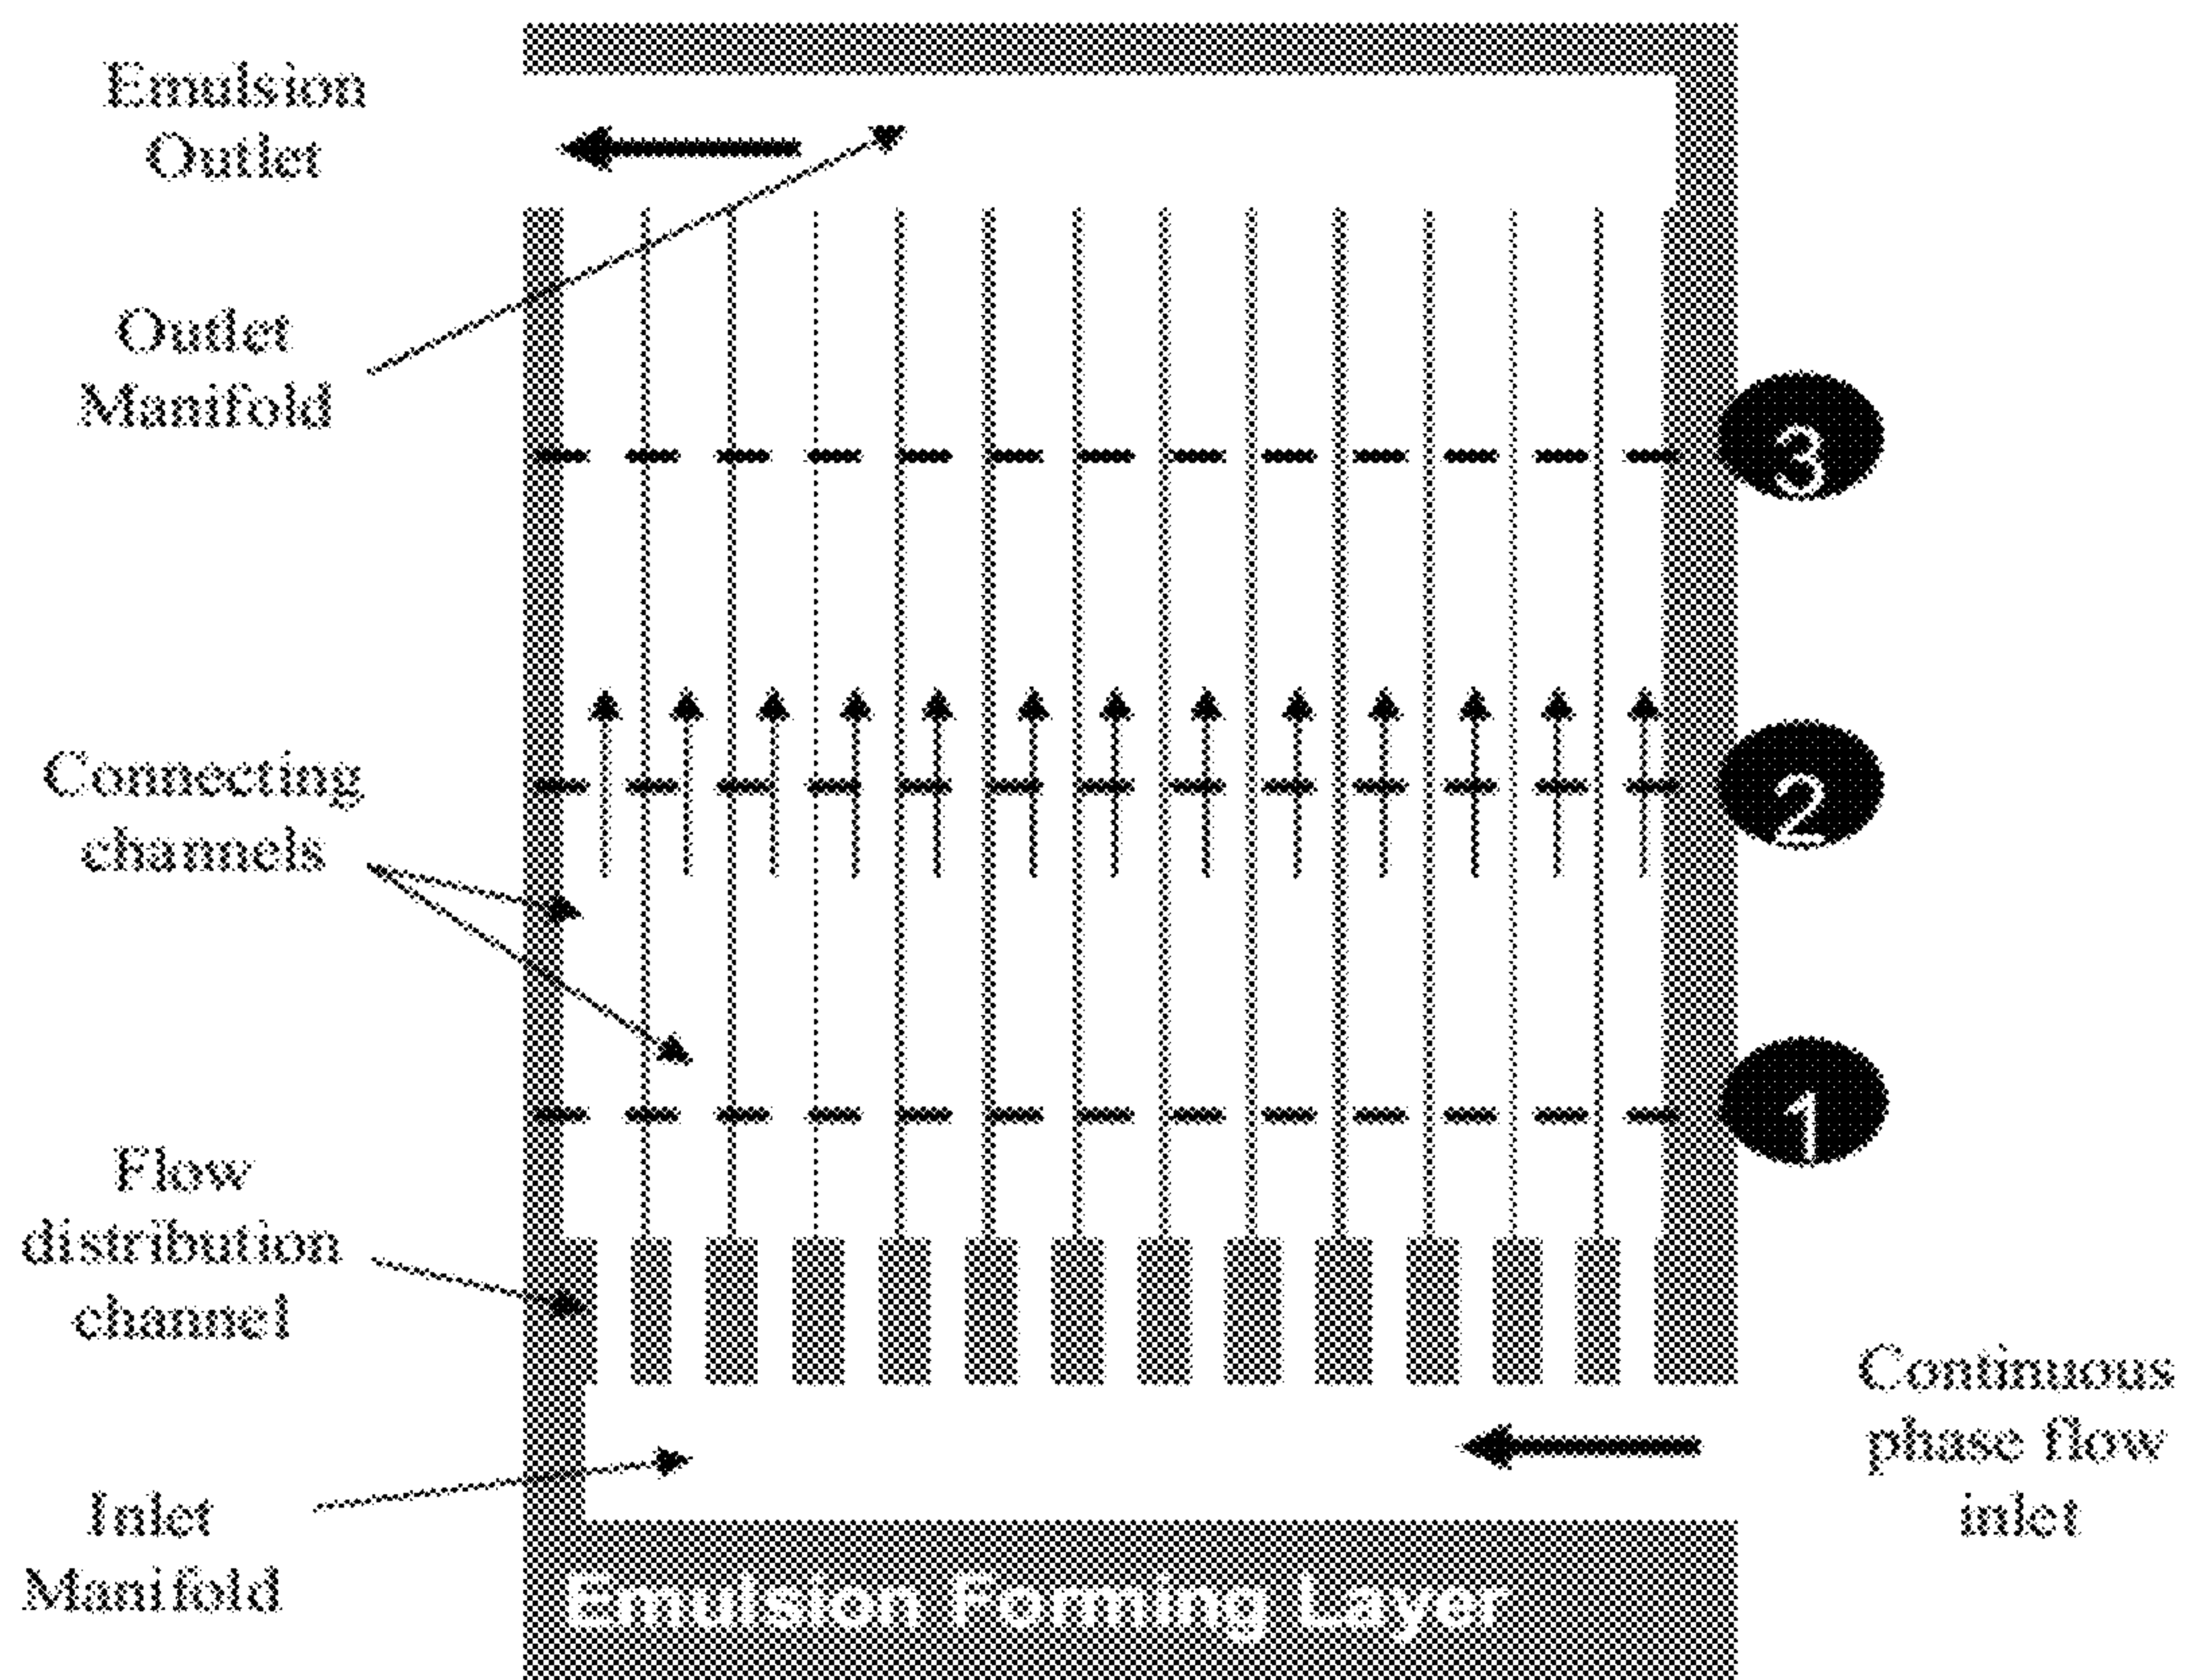 Emulsion
Outlet
Outlet
Manifold
3
Connecting
channels
2
1
Flow
distribution
channel
Continuous
phase flow
inlet
Inlet
Manifold
Emulsion Forming Layer